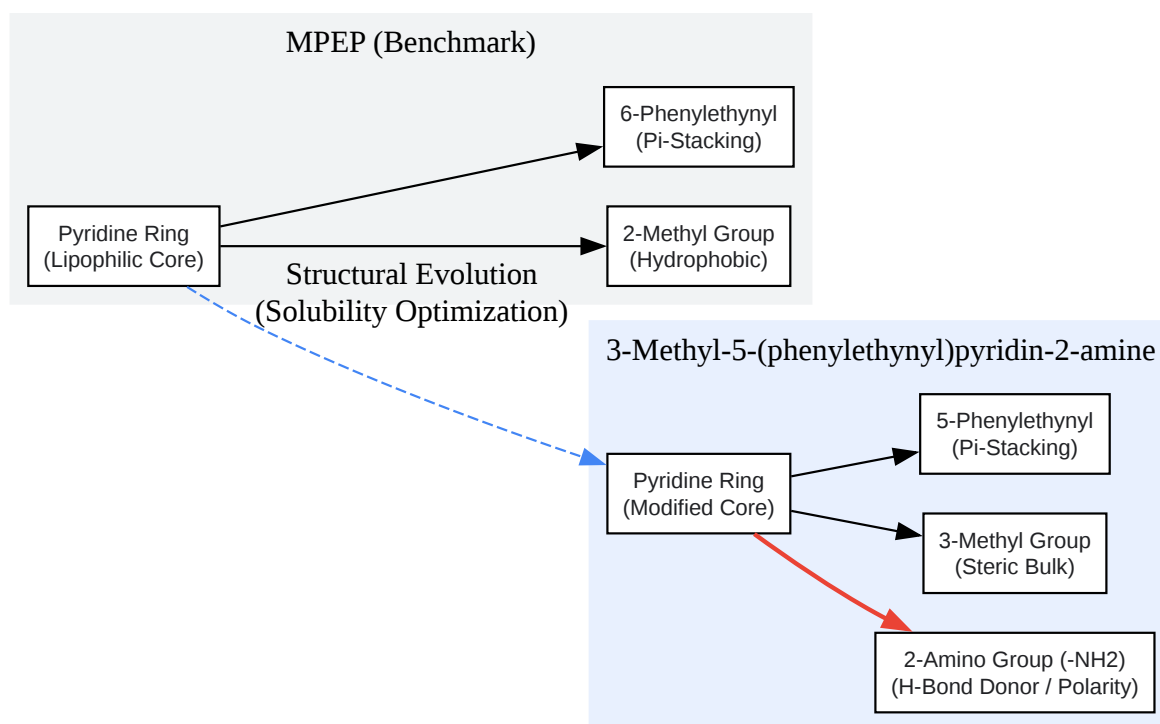 MPEP (Benchmark)
6-Phenylethynyl
(Pi-Stacking)
Pyridine Ring
(Lipophilic Core)
2-Methyl Group
(Hydrophobic)
Structural Evolution
(Solubility Optimization)
3-Methyl-5-(phenylethynyl)pyridin-2-amine
5-Phenylethynyl
(Pi-Stacking)
Pyridine Ring
(Modified Core)
3-Methyl Group
(Steric Bulk)
2-Amino Group (-NH2)
(H-Bond Donor / Polarity)